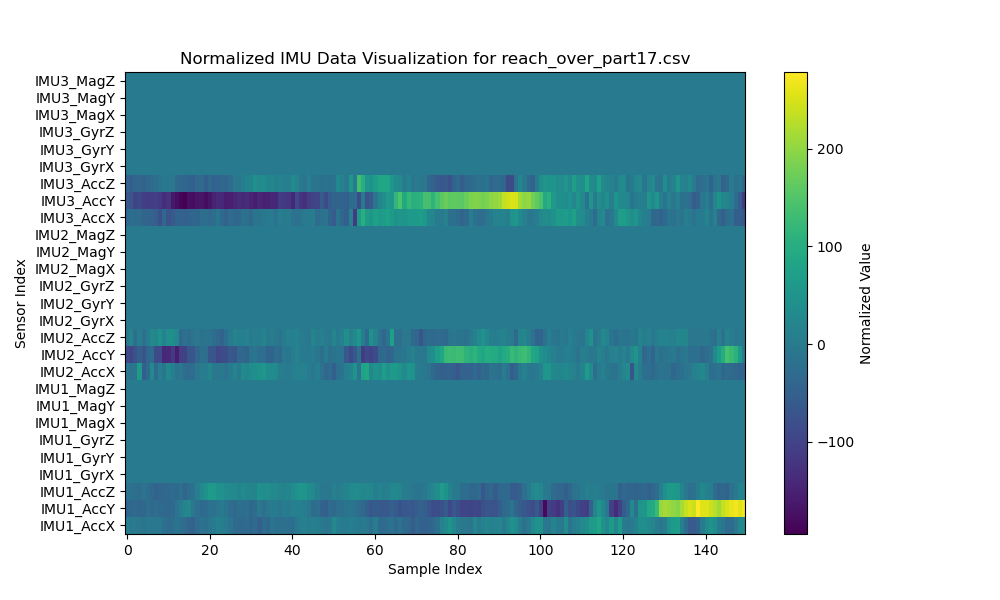 Normalized IMU Data Visualization for reach_over_part17.csv
Sensor Index
IMU3_MagZ
IMU3_MagY
IMU3_MagX
IMU3_GyrZ
IMU3_GyrY
IMU3_GyrX
IMU3_AccZ
IMU3_AccY
IMU3_AccX
IMU2_MagZ
IMU2_MagY
IMU2_MagX
IMU2_GyrZ
IMU2_GyrY
IMU2_GyrX
IMU2_AccZ
IMU2_AccY
IMU2_AccX
IMU1_MagZ
IMU1_MagY
IMU1_MagX
IMU1_GyrZ
IMU1_GyrY
IMU1_GyrX
IMU1_AccZ
IMU1_AccY
IMU1_AccX
0 20 40 60 80 100 120 140
Sample Index
200
100
0
−100
Normalized Value